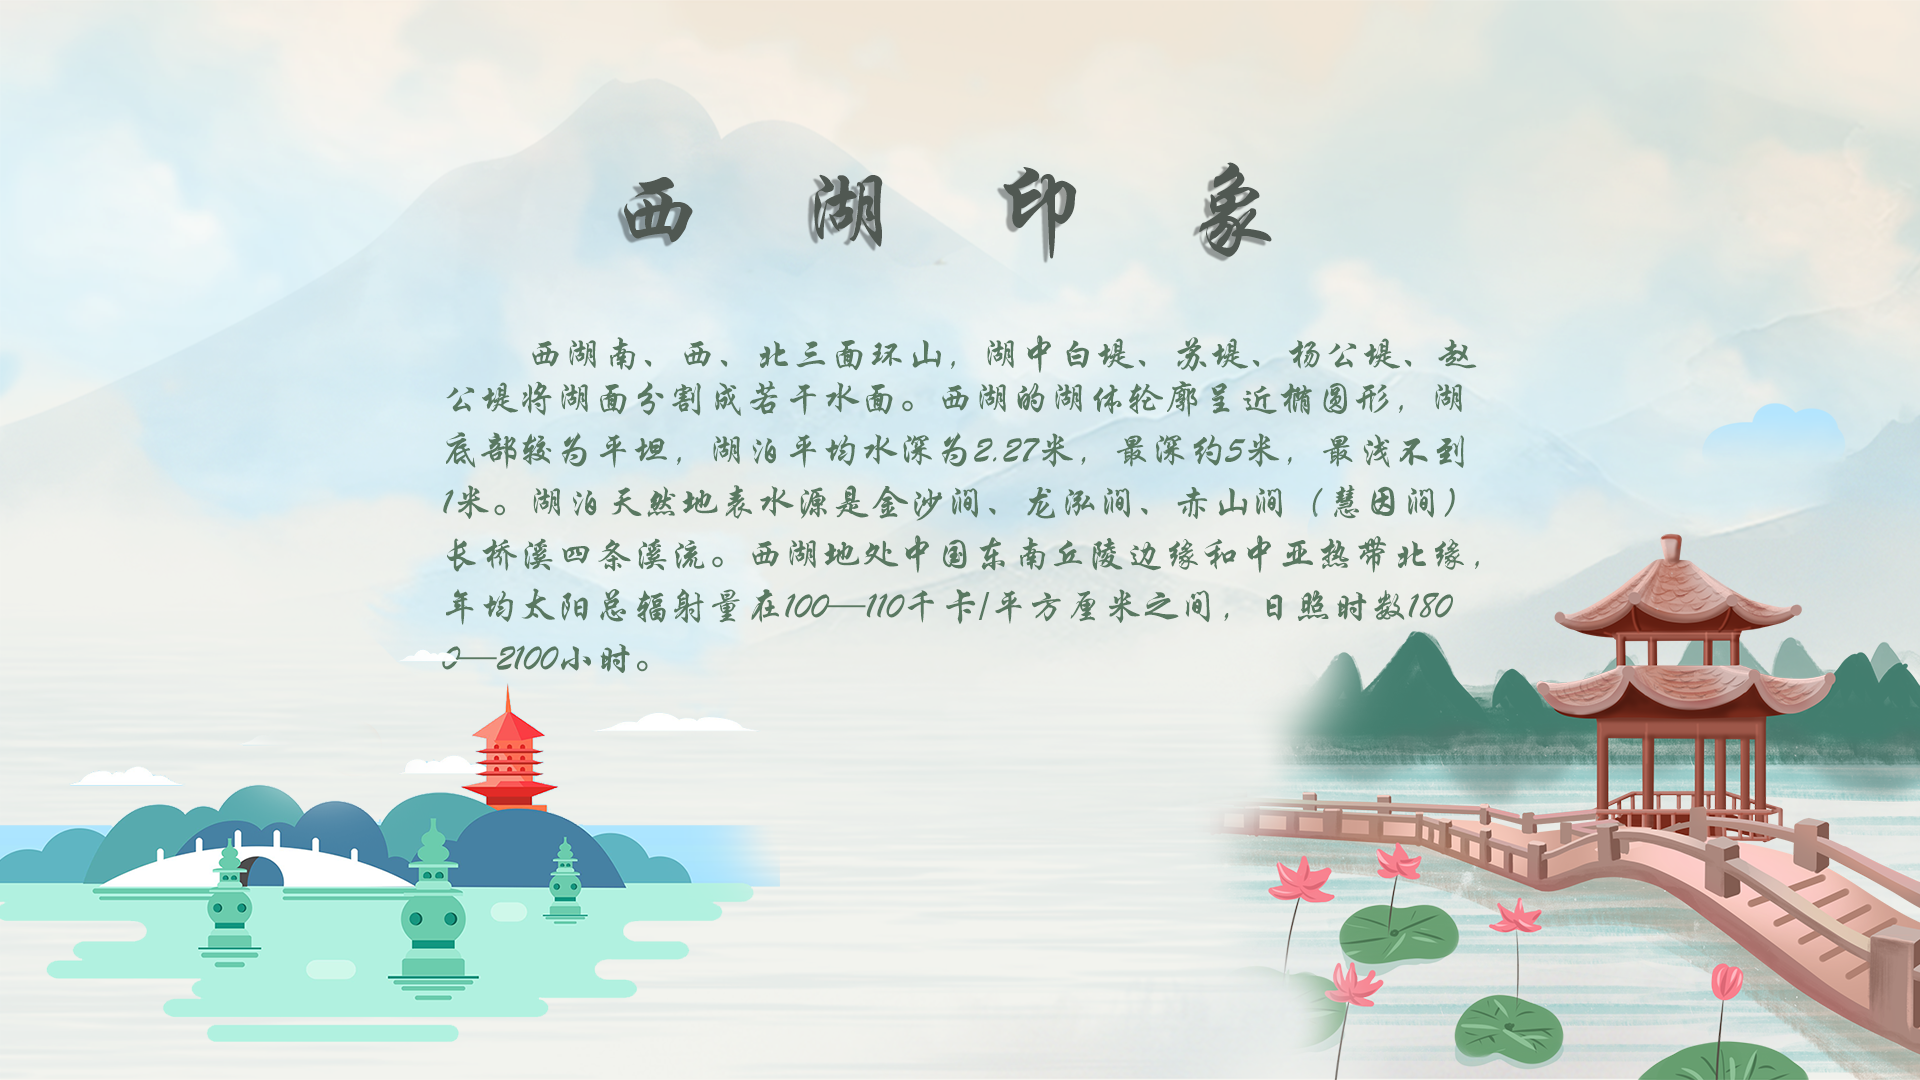 西湖印象
西湖南、西、北三面环山，湖中白堤、苏堤、杨公堤、赵
公堤将湖面分割成若干水面。西湖的湖体轮廓呈近椭圆形，湖
底部较为平坦，湖泊平均水深为2.27米，最深约5米，最浅不到
1米。湖泊天然地表水源是金沙涧、龙泓涧、赤山涧（慧因涧）
长桥溪四条溪流。西湖地处中国东南丘陵边缘和中亚热带北缘，
年均太阳总辐射量在100—110千卡/平方厘米之间，日照时数180
0—2100小时。